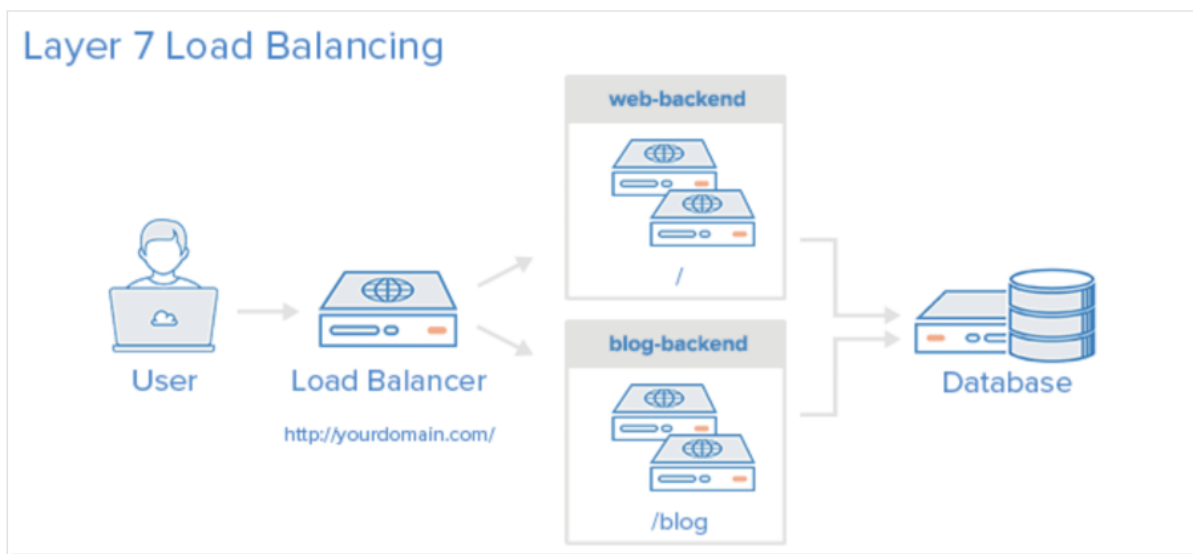 Layer 7 Load Balancing
web-backend
/
User
Load Balancer
http://yourdomain.com/
blog-backend
/blog
Database